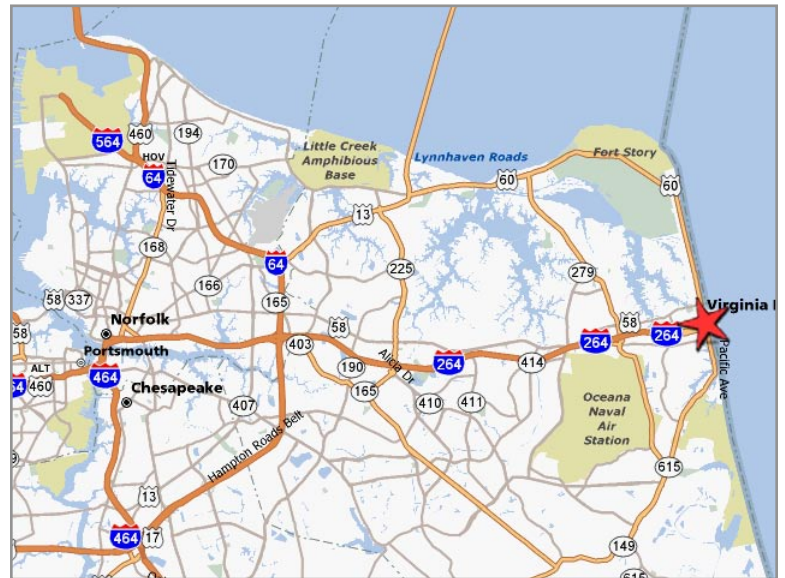 460
194
564
HOV
170
64
Tidewater Dr
Little Creek
Amphibious
Base
Lynnhaven Roads
Fort Story
60
60
13
168
64
225
279
166
165
58
337
58
Norfolk
58
403
58
Virginia
264
264
Portsmouth
ALT
460
464
190
Alicia Dr
264
414
Pacific Ave
Chesapeake
165
407
410
411
Oceana
Naval
Air
Station
Hampton Roads Belt
615
13
464
17
149
615